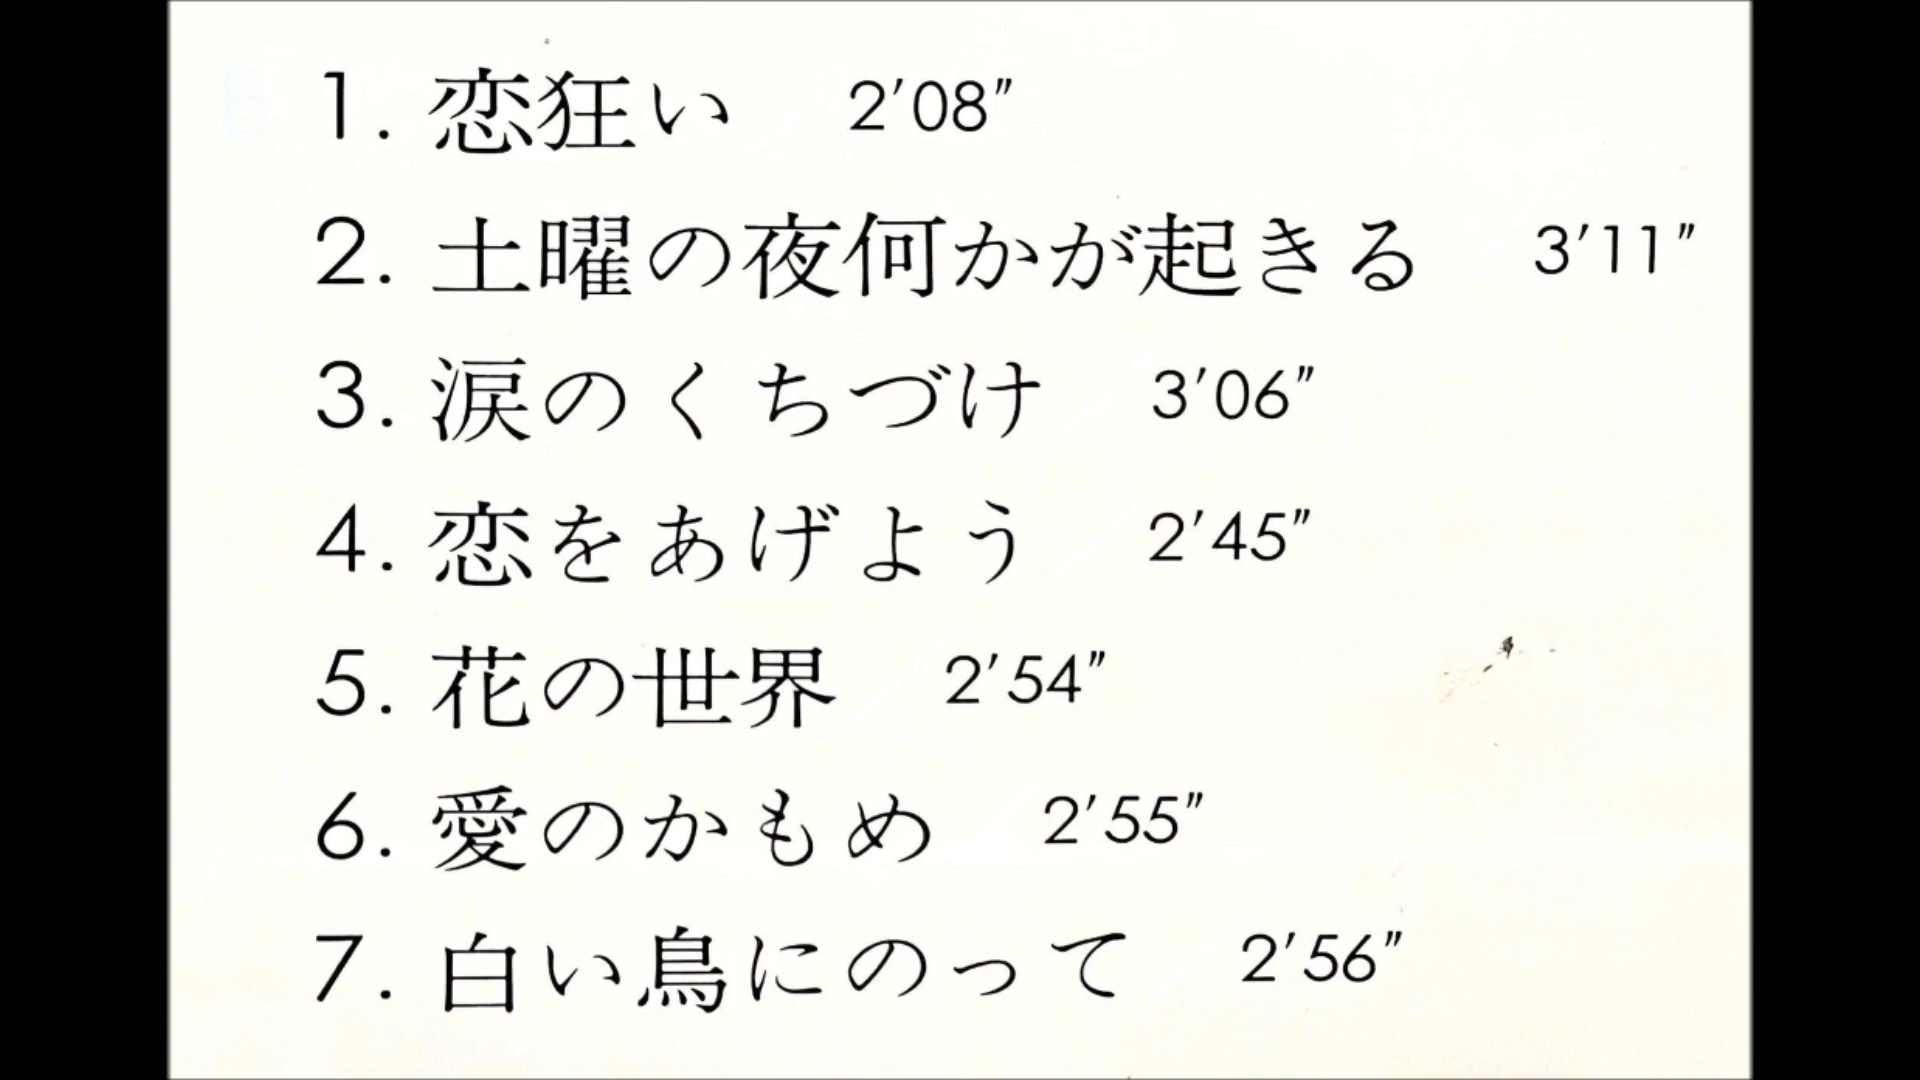 1. 恋狂い 2'08"
2. 土曜の夜何かが起きる 3'11"
3. 涙のくちづけ 3'06"
4. 恋をあげよう 2'45"
5. 花の世界 2'54"
6. 愛のかもめ 2'55"
7. 白い鳥にのって 2'56"